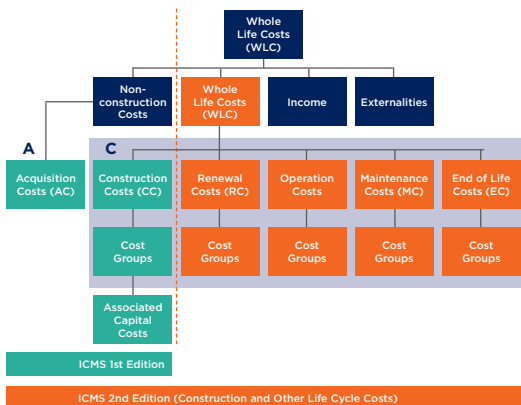 Whole
Life Costs
(WLC)
Non-
construction
Costs
Whole
Life Costs
(WLC)
Income
Externalities
A
C
Acquisition
Costs (AC)
Construction
Costs (CC)
Renewal
Costs (RC)
Operation
Costs
Maintenance
Costs (MC)
End of Life
Costs (EC)
Cost
Groups
Cost
Groups
Cost
Groups
Cost
Groups
Cost
Groups
Associated
Capital
Costs
ICMS 1st Edition
ICMS 2nd Edition (Construction and Other Life Cycle Costs)